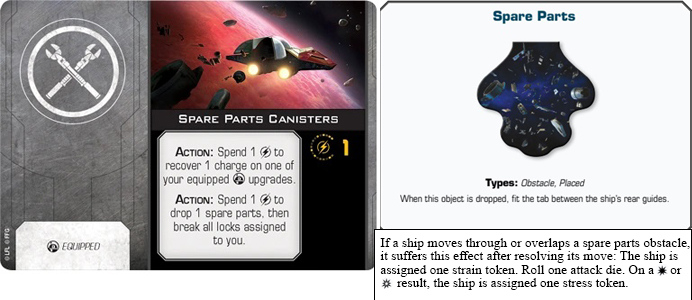 SPARE PARTS CANISTERS
1
ACTION: Spend 1 to
recover 1 charge on one of
your equipped upgrades.
ACTION: Spend 1 to
drop 1 spare parts, then
break all locks assigned
to you.
EQUIPPED
©LFL ©FFG
Spare Parts
Types: Obstacle, Placed
When this object is dropped, fit the tab between the ship's rear guides.
If a ship moves through or overlaps a spare parts obstacle,
it suffers this effect after resolving its move: The ship is
assigned one strain token. Roll one attack die. On a or
result, the ship is assigned one stress token.